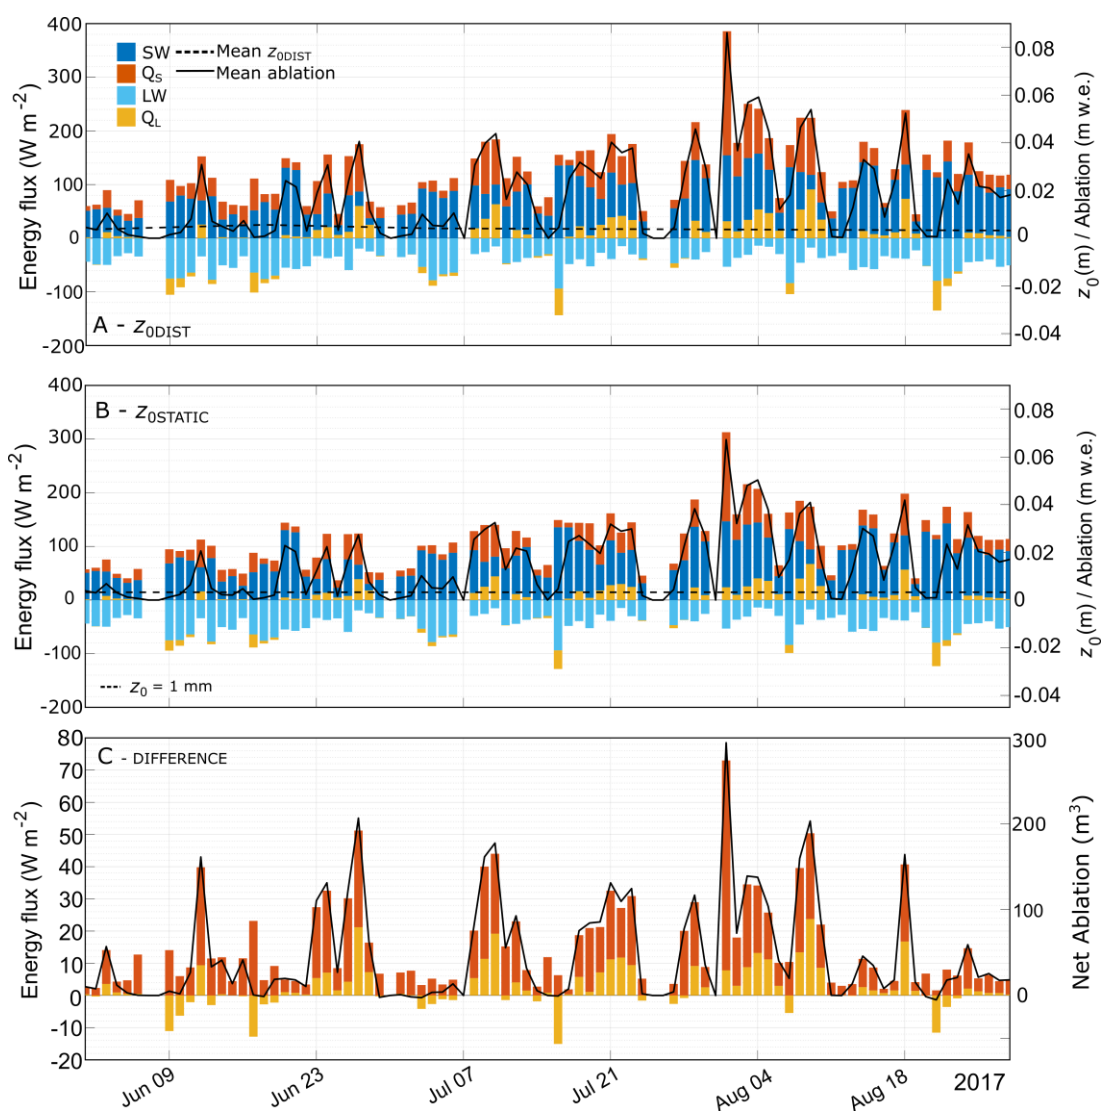 400
300
200
100
0
-100
-200
Energy flux (W m-2)
SW
QS
LW
QL
Mean z0DIST
Mean ablation
A - z0DIST
0.08
0.06
0.04
0.02
0
-0.02
-0.04
z0(m) / Ablation (m w.e.)
400
300
200
100
0
-100
-200
Energy flux (W m-2)
B - z0STATIC
z0 = 1 mm
0.08
0.06
0.04
0.02
0
-0.02
-0.04
z0(m) / Ablation (m w.e.)
80
70
60
50
40
30
20
10
0
-10
-20
Energy flux (W m-2)
C - DIFFERENCE
300
200
100
0
Net Ablation (m3)
Jun 09
Jun 23
Jul 07
Jul 21
Aug 04
Aug 18
2017